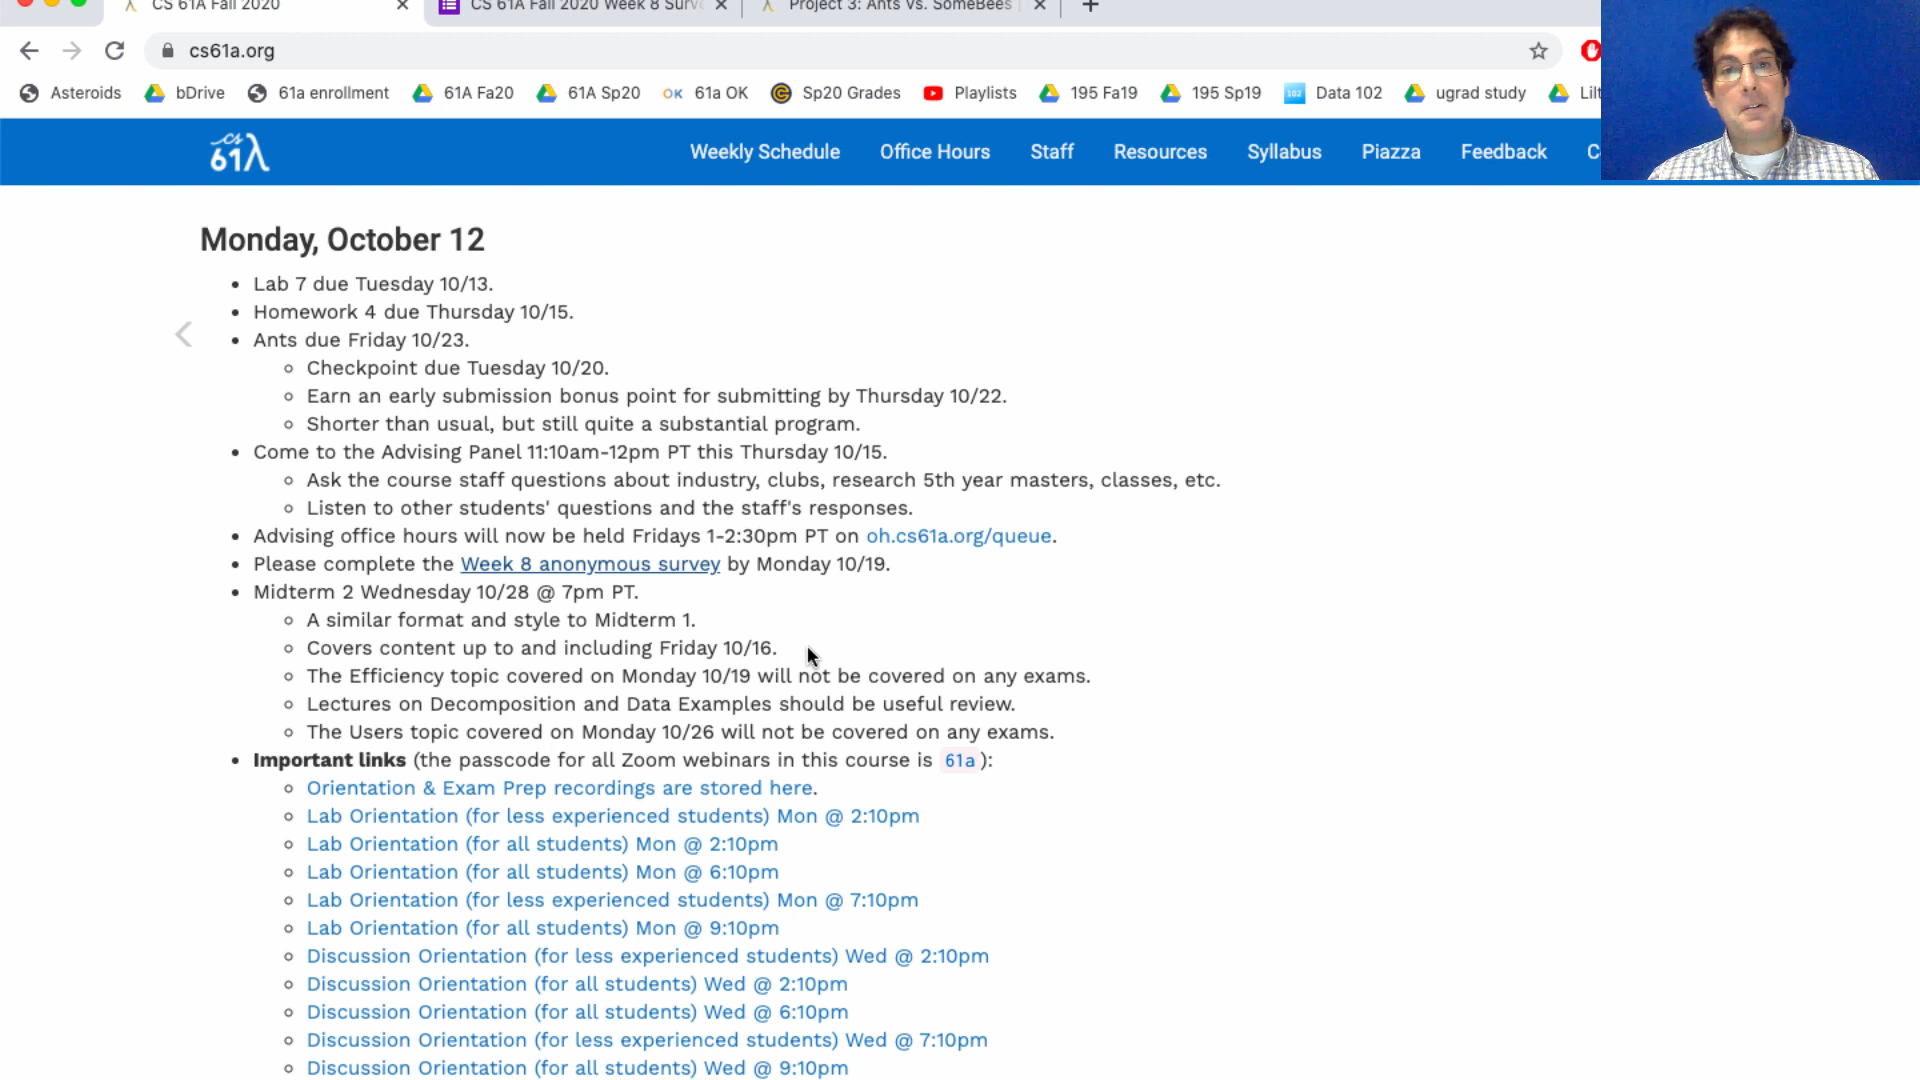 CS 61A Fall 2020
CS 61A Fall 2020 Week 8 Surv
Project 3: Ants Vs. SomeBees
cs61a.org
Asteroids bDrive 61a enrollment 61A Fa20 61A Sp20 OK 61a OK Sp20 Grades Playlists 195 Fa19 195 Sp19 102 Data 102 ugrad study Lilt
cs 61λ Weekly Schedule Office Hours Staff Resources Syllabus Piazza Feedback C
Monday, October 12
Lab 7 due Tuesday 10/13.
Homework 4 due Thursday 10/15.
Ants due Friday 10/23.
Checkpoint due Tuesday 10/20.
Earn an early submission bonus point for submitting by Thursday 10/22.
Shorter than usual, but still quite a substantial program.
Come to the Advising Panel 11:10am-12pm PT this Thursday 10/15.
Ask the course staff questions about industry, clubs, research 5th year masters, classes, etc.
Listen to other students' questions and the staff's responses.
Advising office hours will now be held Fridays 1-2:30pm PT on oh.cs61a.org/queue.
Please complete the Week 8 anonymous survey by Monday 10/19.
Midterm 2 Wednesday 10/28 @ 7pm PT.
A similar format and style to Midterm 1.
Covers content up to and including Friday 10/16.
The Efficiency topic covered on Monday 10/19 will not be covered on any exams.
Lectures on Decomposition and Data Examples should be useful review.
The Users topic covered on Monday 10/26 will not be covered on any exams.
Important links (the passcode for all Zoom webinars in this course is 61a):
Orientation & Exam Prep recordings are stored here.
Lab Orientation (for less experienced students) Mon @ 2:10pm
Lab Orientation (for all students) Mon @ 2:10pm
Lab Orientation (for all students) Mon @ 6:10pm
Lab Orientation (for less experienced students) Mon @ 7:10pm
Lab Orientation (for all students) Mon @ 9:10pm
Discussion Orientation (for less experienced students) Wed @ 2:10pm
Discussion Orientation (for all students) Wed @ 2:10pm
Discussion Orientation (for all students) Wed @ 6:10pm
Discussion Orientation (for less experienced students) Wed @ 7:10pm
Discussion Orientation (for all students) Wed @ 9:10pm